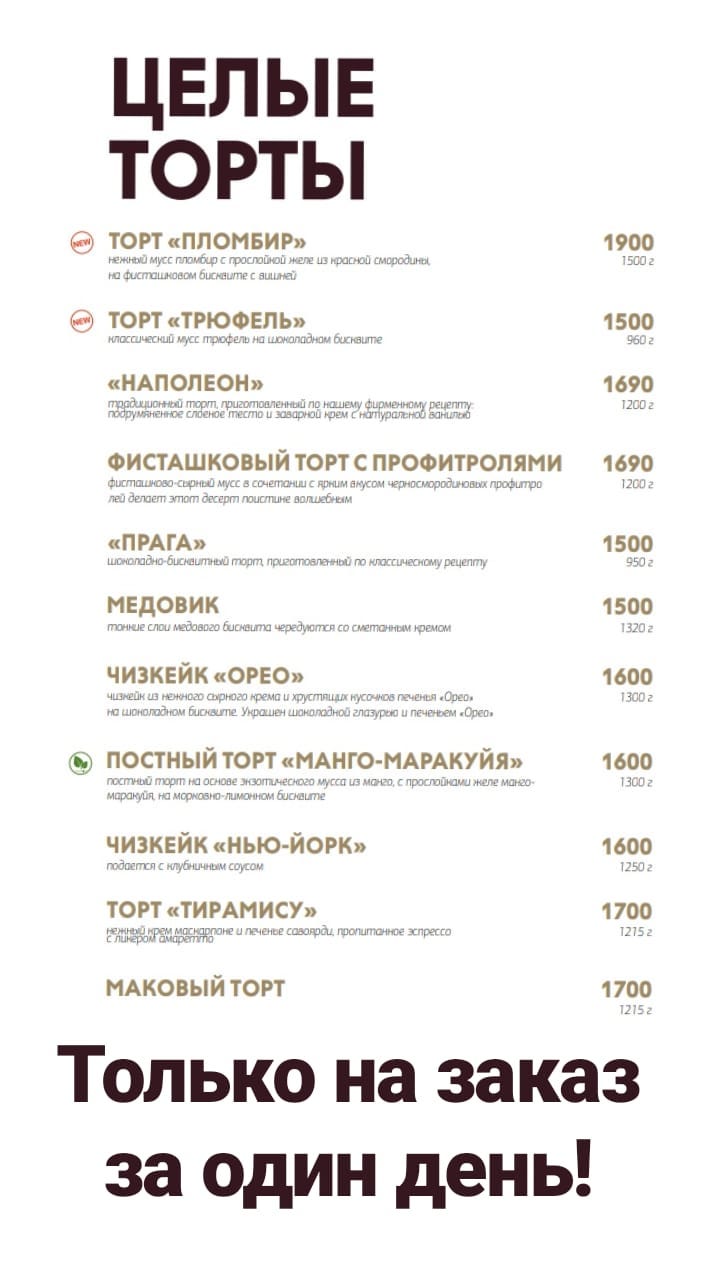 ЦЕЛЫЕ
ТОРТЫ
NEW ТОРТ «ПЛОМБИР» 1900
нежный мусс пломбир с прослойкой желе из красной смородины, 1500 г
на фисташковом бисквите с вишней
NEW ТОРТ «ТРЮФЕЛЬ» 1500
классический мусс трюфель на шоколадном бисквите 960 г
«НАПОЛЕОН» 1690
традиционный торт, приготовленный по нашему фирменному рецепту: 1200 г
подрумяненное слоеное тесто и заварной крем с натуральной ванилью
ФИСТАШКОВЫЙ ТОРТ С ПРОФИТРОЛЯМИ 1690
фисташково-сырный мусс в сочетании с ярким вкусом черносмородиновых профитро 1200 г
лей делает этот десерт поистине волшебным
«ПРАГА» 1500
шоколадно-бисквитный торт, приготовленный по классическому рецепту 950 г
МЕДОВИК 1500
тонкие слои медового бисквита чередуются со сметанным кремом 1320 г
ЧИЗКЕЙК «ОРЕО» 1600
чизкейк из нежного сырного крема и хрустящих кусочков печенья «Орео» 1300 г
на шоколадном бисквите. Украшен шоколадной глазурью и печеньем «Орео»
ПОСТНЫЙ ТОРТ «МАНГО-МАРАКУЙЯ» 1600
постный торт на основе экзотического мусса из манго, с прослойками желе манго- 1300 г
маракуйя, на морковно-лимонном бисквите
ЧИЗКЕЙК «НЬЮ-ЙОРК» 1600
подается с клубничным соусом 1250 г
ТОРТ «ТИРАМИСУ» 1700
нежный крем маскарпоне и печенье савоярди, пропитанное эспрессо 1215 г
с ликером амаретто
МАКОВЫЙ ТОРТ 1700
1215 г
Только на заказ
за один день!